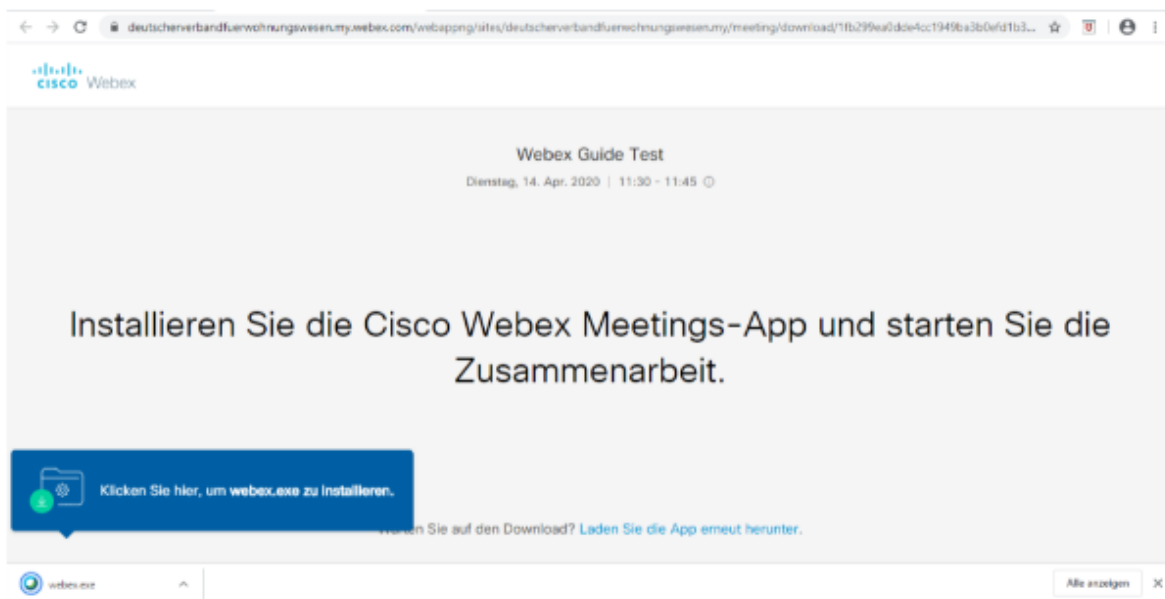 deutscherverbandfuerwohnungswesen.my.webex.com/webappng/sites/deutscherverbandfuerwohnungswesen.my/meeting/download/1fb299ea0dde4cc1949ba3b0efd1b3...
CISCO Webex
Webex Guide Test
Dienstag, 14. Apr. 2020 | 11:30 - 11:45
Installieren Sie die Cisco Webex Meetings-App und starten Sie die
Zusammenarbeit.
Klicken Sie hier, um webex.exe zu installieren.
Sie auf den Download? Laden Sie die App erneut herunter.
webex.exe
Alle anzeigen